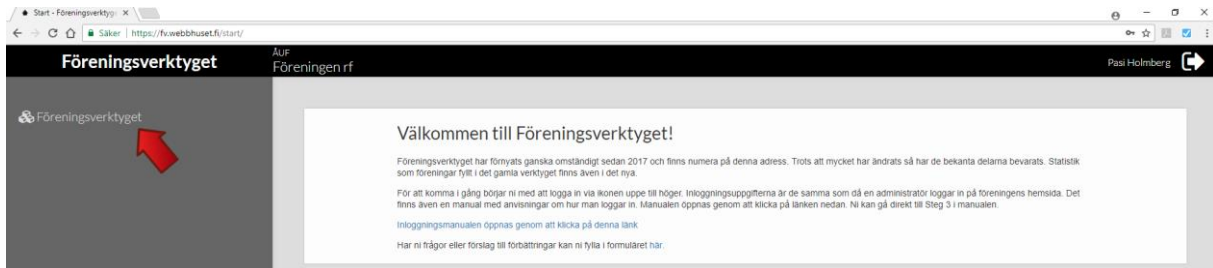 Start - Föreningsverktyg
Säker | https://fv.webbhuset.fi/start/
Föreningsverktyget
ÅUF
Föreningen rf
Pasi Holmberg
Föreningsverktyget
Välkommen till Föreningsverktyget!
Föreningsverktyget har förnyats ganska omständigt sedan 2017 och finns numera på denna adress. Trots att mycket har ändrats så har de bekanta delarna bevarats. Statistik
som föreningar fyllt i det gamla verktyget finns även i det nya.
För att komma i gång börjar ni med att logga in via ikonen uppe till höger. Inloggningsuppgifterna är de samma som då en administratör loggar in på föreningens hemsida. Det
finns även en manual med anvisningar om hur man loggar in. Manualen öppnas genom att klicka på länken nedan. Ni kan gå direkt till Steg 3 i manualen.
Inloggningsmanualen öppnas genom att klicka på denna länk
Har ni frågor eller förslag till förbättringar kan ni fylla i formuläret här.